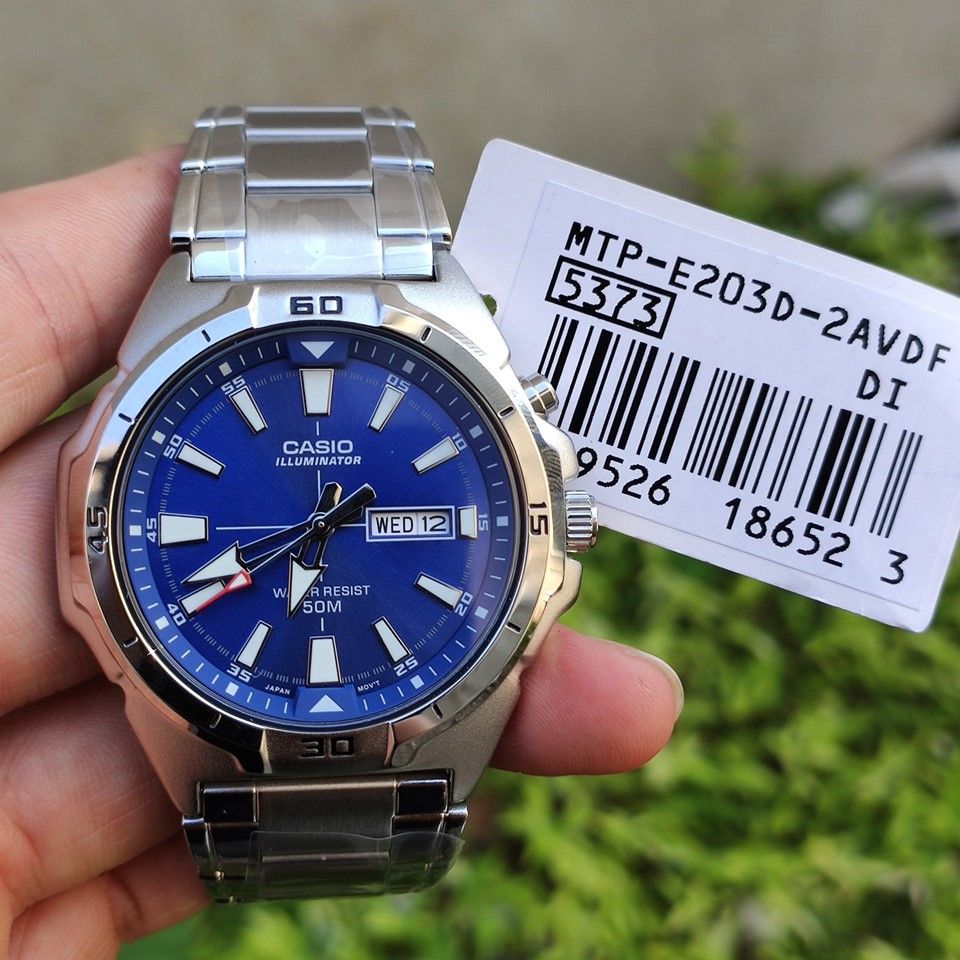 60
55
05
50
10
45
45
CASIO
ILLUMINATOR
WED 12
15
15
40
WATER RESIST
50M
20
35
25
JAPAN
MOV'T
30
MTP-E203D-2AVDF
5373
DI
9526 18652 3